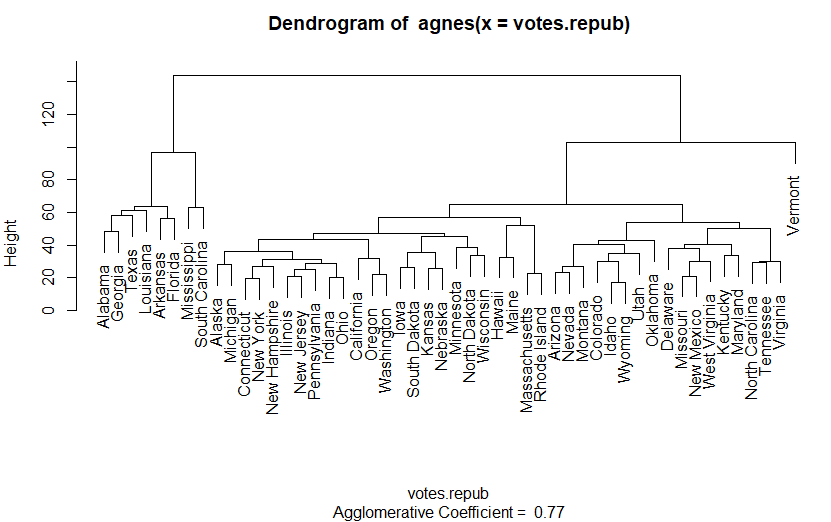 Dendrogram of agnes(x = votes.repub)
Height
0
20
40
60
80
120
Alabama
Georgia
Texas
Louisiana
Arkansas
Florida
Mississippi
South Carolina
Alaska
Michigan
Connecticut
New York
New Hampshire
Illinois
New Jersey
Pennsylvania
Indiana
Ohio
California
Oregon
Washington
Iowa
South Dakota
Kansas
Nebraska
Minnesota
North Dakota
Wisconsin
Hawaii
Maine
Massachusetts
Rhode Island
Arizona
Nevada
Montana
Colorado
Idaho
Wyoming
Utah
Oklahoma
Delaware
Missouri
New Mexico
West Virginia
Kentucky
Maryland
North Carolina
Tennessee
Virginia
Vermont
votes.repub
Agglomerative Coefficient = 0.77